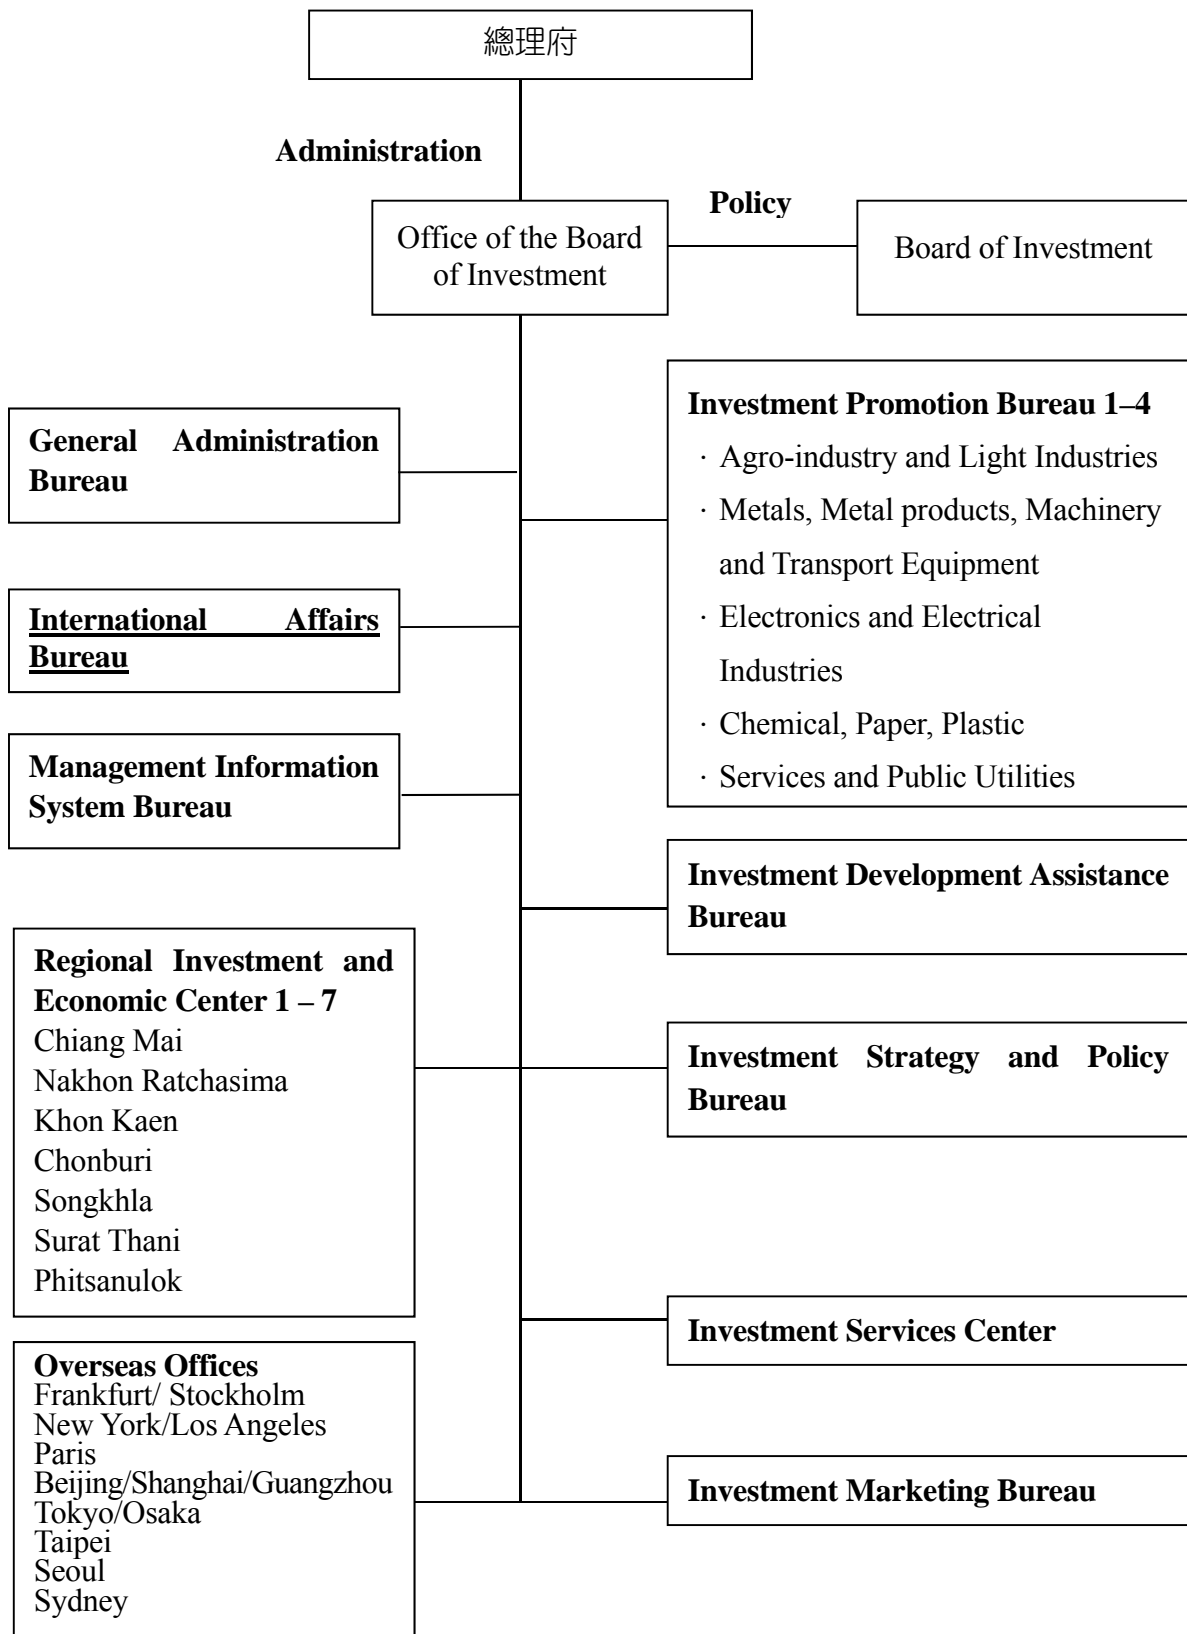 總理府
Administration
Policy
Office of the Board
of Investment
Board of Investment
General Administration
Bureau
International Affairs
Bureau
Management Information
System Bureau
Regional Investment and
Economic Center 1 – 7
Chiang Mai
Nakhon Ratchasima
Khon Kaen
Chonburi
Songkhla
Surat Thani
Phitsanulok
Overseas Offices
Frankfurt/ Stockholm
New York/Los Angeles
Paris
Beijing/Shanghai/Guangzhou
Tokyo/Osaka
Taipei
Seoul
Sydney
Investment Promotion Bureau 1–4
· Agro-industry and Light Industries
· Metals, Metal products, Machinery
and Transport Equipment
· Electronics and Electrical
Industries
· Chemical, Paper, Plastic
· Services and Public Utilities
Investment Development Assistance
Bureau
Investment Strategy and Policy
Bureau
Investment Services Center
Investment Marketing Bureau